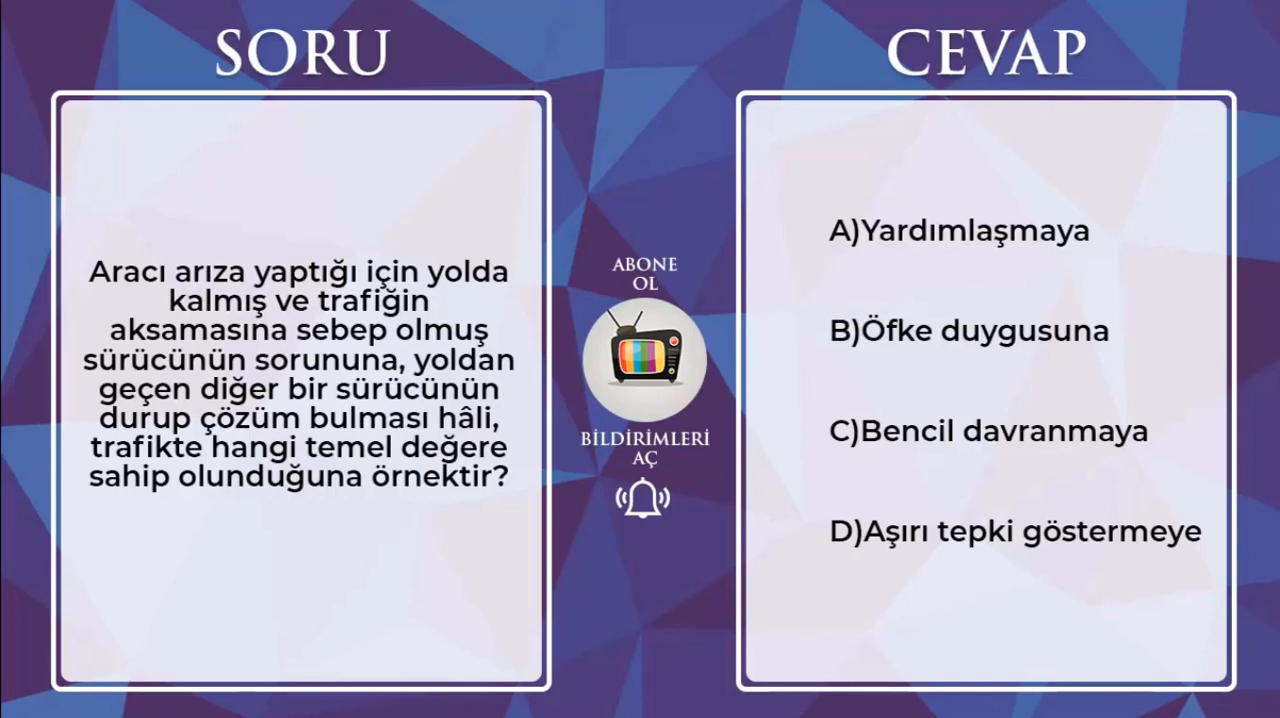 SORU
Aracı arıza yaptığı için yolda
kalmış ve trafiğin
aksamasına sebep olmuş
sürücünün sorununa, yoldan
geçen diğer bir sürücünün
durup çözüm bulması hâli,
trafikte hangi temel değere
sahip olunduğuna örnektir?
ABONE
OL
BİLDİRİMLERİ
AÇ
CEVAP
A)Yardımlaşmaya
B)Öfke duygusuna
C)Bencil davranmaya
D)Aşırı tepki göstermeye